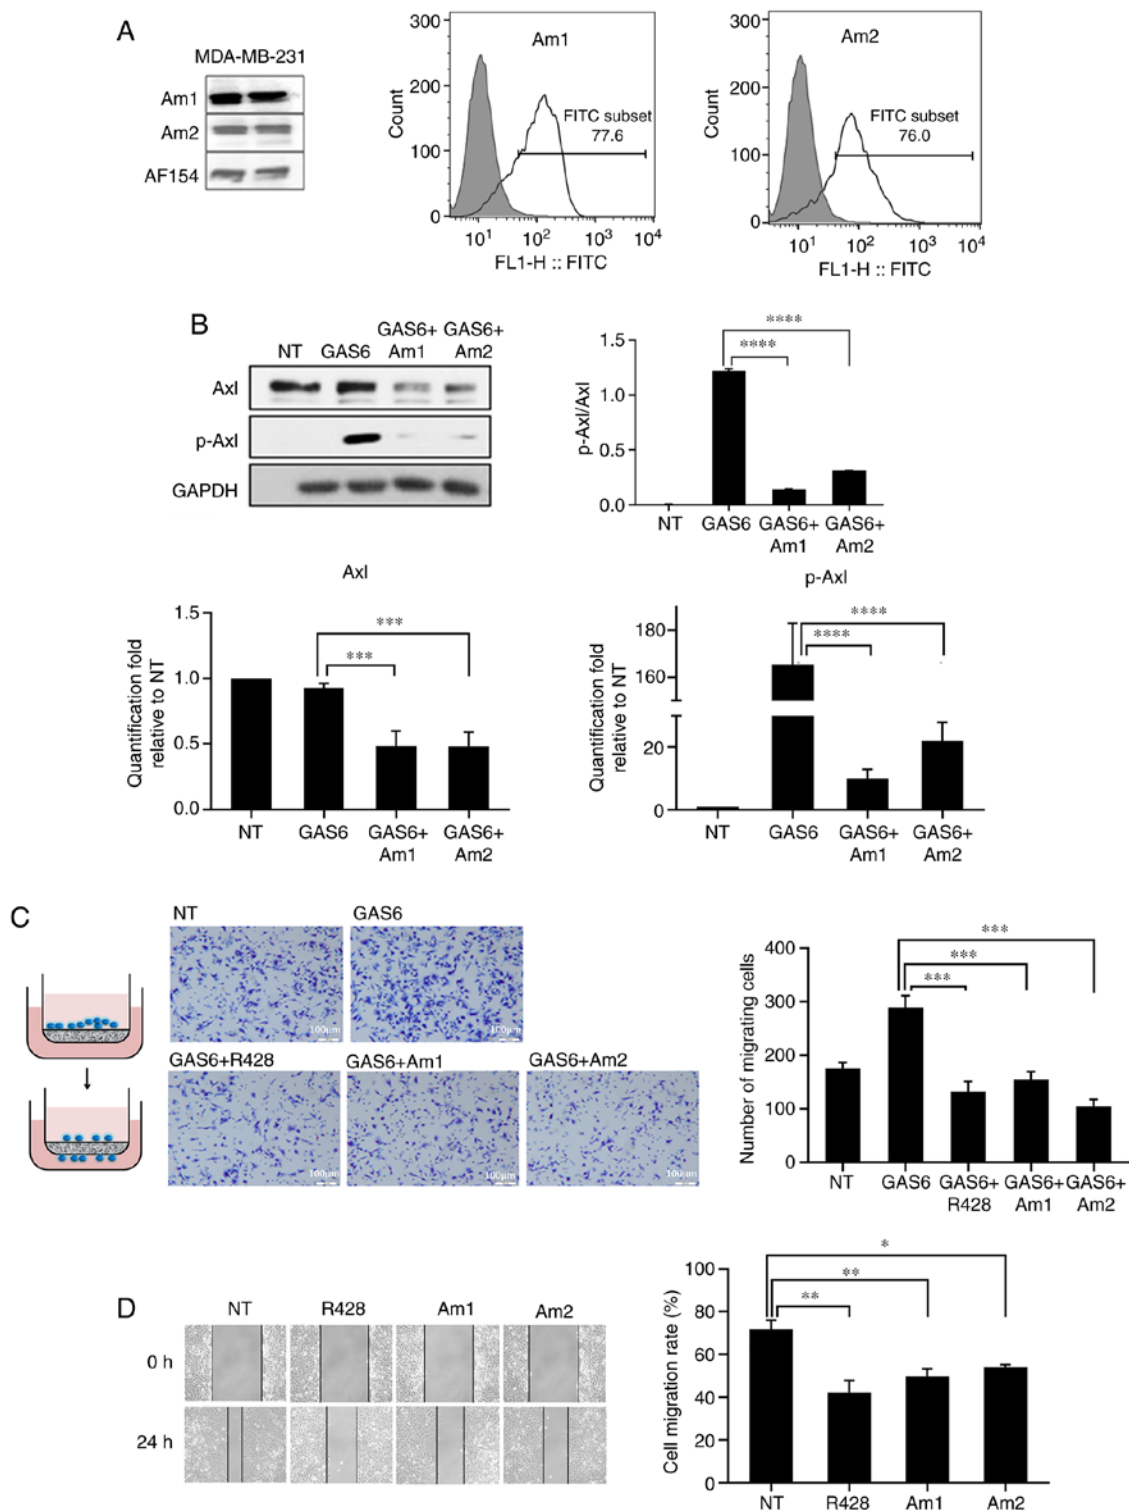 A
MDA-MB-231
Am1
Am2
AF154
300
200
100
0
Count
Am1
FITC subset
77.6
10¹ 10² 10³ 10⁴
FL1-H :: FITC
300
200
100
0
Count
Am2
FITC subset
76.0
10¹ 10² 10³ 10⁴
FL1-H :: FITC
B
NT GAS6 GAS6+ Am1 GAS6+ Am2
Axl
p-Axl
GAPDH
p-Axl/Axl
1.5
1.0
0.5
0.0
****
****
NT GAS6 GAS6+ Am1 GAS6+ Am2
Axl
Quantification fold
relative to NT
1.5
1.0
0.5
0.0
***
***
NT GAS6 GAS6+ Am1 GAS6+ Am2
p-Axl
Quantification fold
relative to NT
180
160
20
0
****
****
NT GAS6 GAS6+ Am1 GAS6+ Am2
C
NT
GAS6
100μm
100μm
GAS6+R428
GAS6+Am1
GAS6+Am2
100μm
100μm
100μm
Number of migrating cells
400
300
200
100
0
***
***
***
NT GAS6 GAS6+ R428 GAS6+ Am1 GAS6+ Am2
D
NT R428 Am1 Am2
0 h
24 h
Cell migration rate (%)
100
80
60
40
20
0
*
**
**
NT R428 Am1 Am2